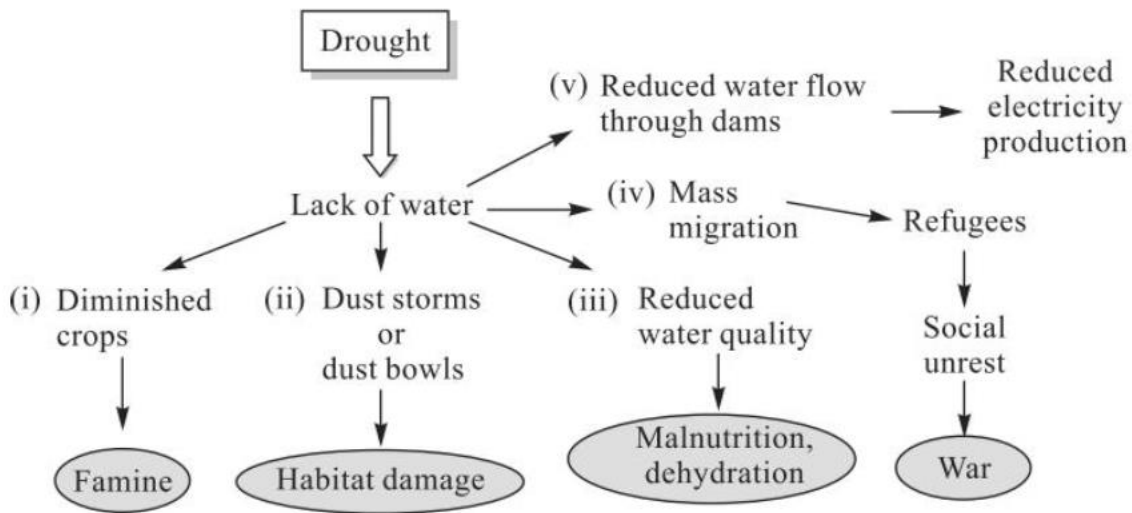 Drought
Lack of water
(v) Reduced water flow
through dams
Reduced
electricity
production
(iv) Mass
migration
Refugees
Social
unrest
War
(i) Diminished
crops
Famine
(ii) Dust storms
or
dust bowls
Habitat damage
(iii) Reduced
water quality
Malnutrition,
dehydration